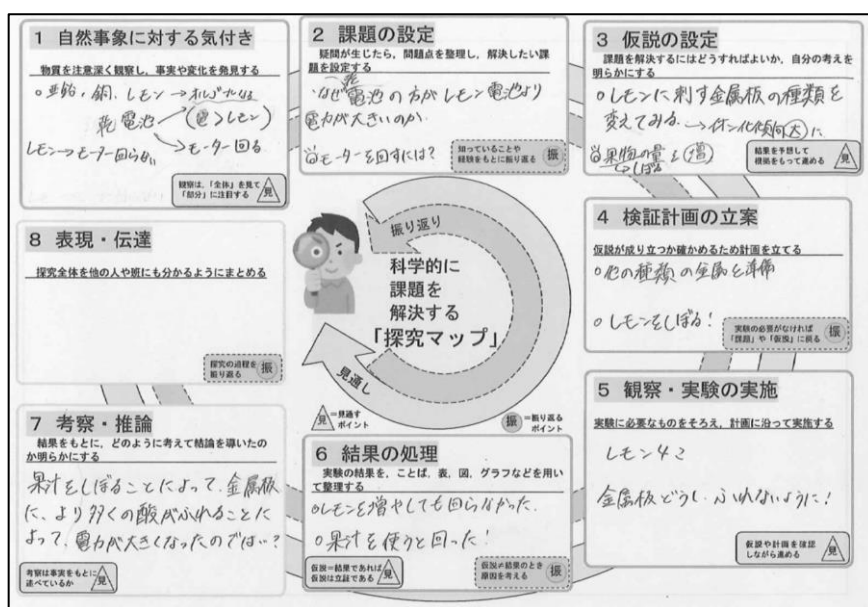 1 自然事象に対する気付き
物質を注意深く観察し，事実や変化を発見する
○亜鉛・銅，レモン→オルゴールなる
乾電池 (電>レモン)
→モーター回る
レモン→モーター回らない
観察は，「全体」を見て
「部分」に注目する
見
2 課題の設定
疑問が生じたら，問題点を整理し，解決したい課
題を設定する
○なぜ乾電池の方がレモン電池より
電力が大きいのか
モーターを回すには？
知っていることや
経験をもとに振り返る
振
3 仮説の設定
課題を解決するにはどうすればよいか，自分の考えを
明らかにする
○レモンに刺す金属板の種類を
変えてみる →イオン化傾向大に
果物の量を増
→しぼる
結果を予想して
根拠をもって進める
見
4 検証計画の立案
仮説が成り立つか確かめるため計画を立てる
○他の種類の金属を準備
○レモンをしぼる！
実験の必要がなければ
「課題」や「仮説」に戻る
振
5 観察・実験の実施
実験に必要なものをそろえ，計画に沿って実施する
レモン4コ
金属板どうし，ふれないように！
仮説や計画を確認
しながら進める
見
6 結果の処理
実験の結果を，ことば，表，図，グラフなどを用い
て整理する
○レモンを増やしても回らなかった．
○果汁を使うと回った！
仮説＝結果であれば
仮説は立証である
見
仮説≠結果のとき
原因を考える
振
7 考察・推論
結果をもとに，どのように考えて結論を導いたの
か明らかにする
果汁をしぼることによって，金属板
に，より多くの酸がふれることに
よって，電力が大きくなったのでは…？
考察は事実をもとに
述べているか
見
8 表現・伝達
探究全体を他の人や班にも分かるようにまとめる
探究の過程を
振り返る
振
振り返り
科学的に
課題を
解決する
「探究マップ」
見通し
見
＝見通す
ポイント
振
＝振り返る
ポイント